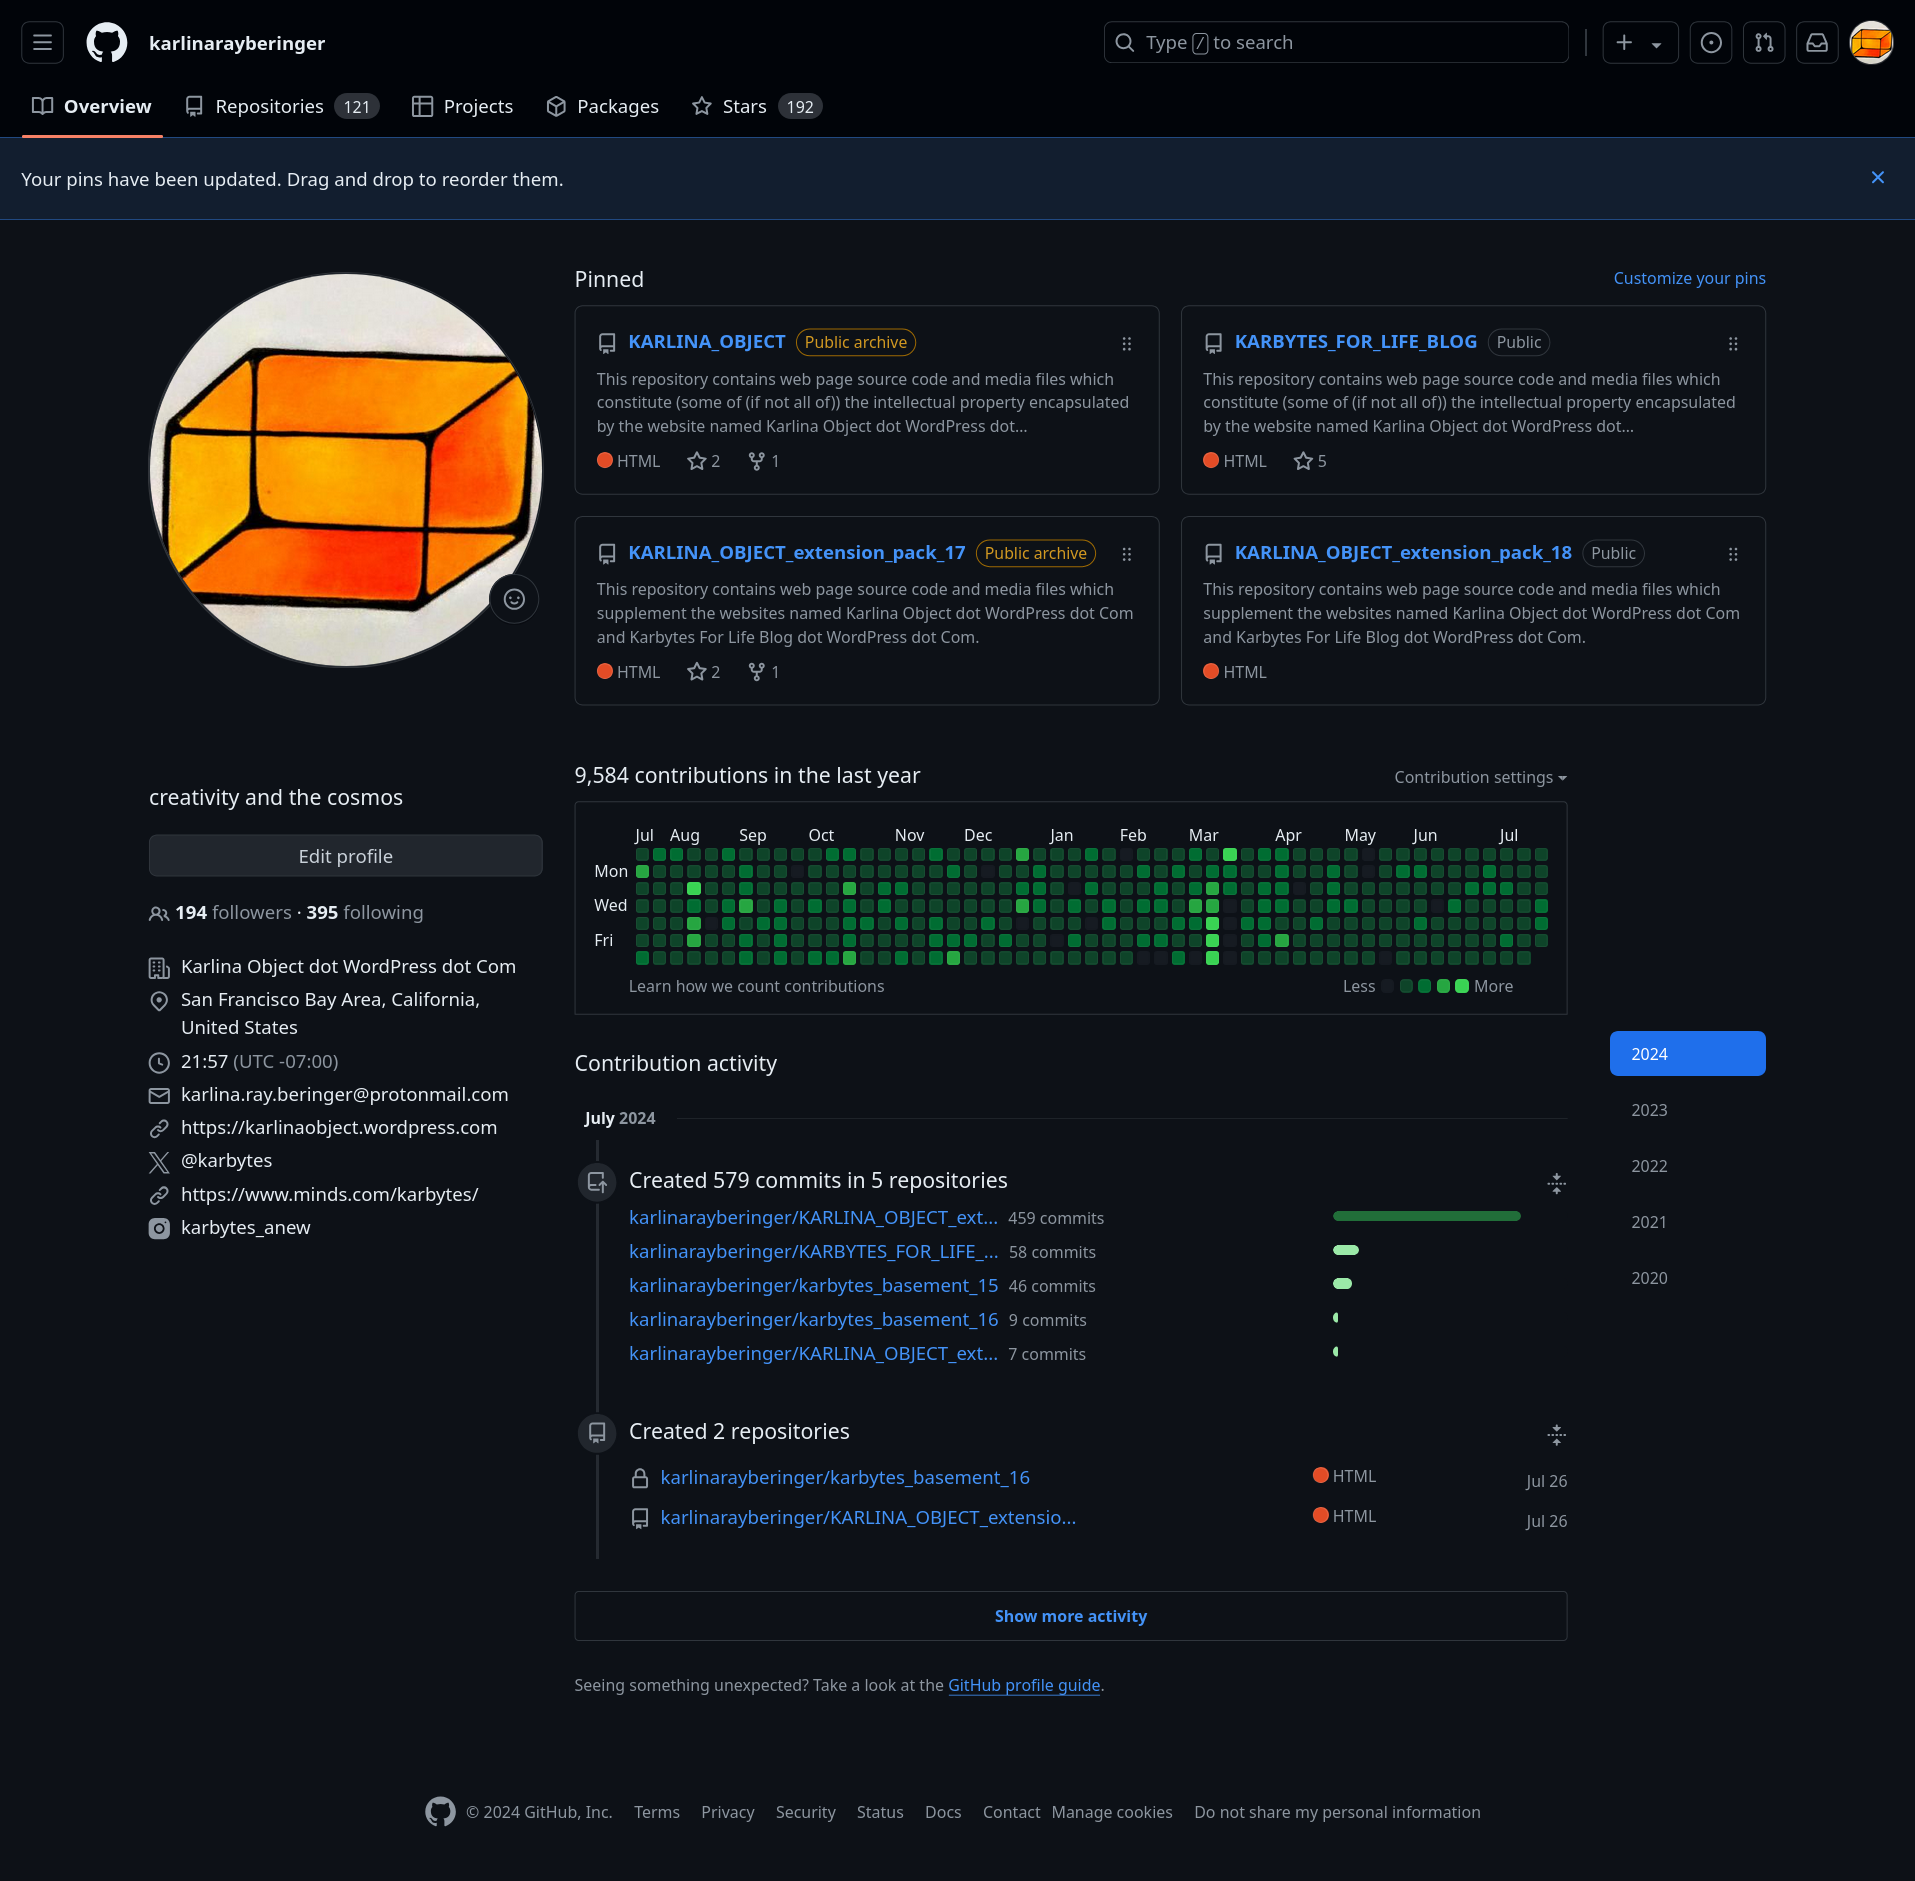 karlinarayberinger
Type / to search
Overview
Repositories 121
Projects
Packages
Stars 192
Your pins have been updated. Drag and drop to reorder them.
Pinned
Customize your pins
KARLINA_OBJECT Public archive
This repository contains web page source code and media files which
constitute (some of (if not all of)) the intellectual property encapsulated
by the website named Karlina Object dot WordPress dot...
HTML 2 1
KARBYTES_FOR_LIFE_BLOG Public
This repository contains web page source code and media files which
constitute (some of (if not all of)) the intellectual property encapsulated
by the website named Karlina Object dot WordPress dot...
HTML 5
KARLINA_OBJECT_extension_pack_17 Public archive
This repository contains web page source code and media files which
supplement the websites named Karlina Object dot WordPress dot Com
and Karbytes For Life Blog dot WordPress dot Com.
HTML 2 1
KARLINA_OBJECT_extension_pack_18 Public
This repository contains web page source code and media files which
supplement the websites named Karlina Object dot WordPress dot Com
and Karbytes For Life Blog dot WordPress dot Com.
HTML
creativity and the cosmos
Edit profile
194 followers · 395 following
Karlina Object dot WordPress dot Com
San Francisco Bay Area, California,
United States
21:57 (UTC -07:00)
karlina.ray.beringer@protonmail.com
https://karlinaobject.wordpress.com
@karbytes
https://www.minds.com/karbytes/
karbytes_anew
9,584 contributions in the last year
Contribution settings
Jul Aug Sep Oct Nov Dec Jan Feb Mar Apr May Jun Jul
Mon
Wed
Fri
Learn how we count contributions
Less More
Contribution activity
2024
2023
2022
2021
2020
July 2024
Created 579 commits in 5 repositories
karlinarayberinger/KARLINA_OBJECT_ext... 459 commits
karlinarayberinger/KARBYTES_FOR_LIFE_... 58 commits
karlinarayberinger/karbytes_basement_15 46 commits
karlinarayberinger/karbytes_basement_16 9 commits
karlinarayberinger/KARLINA_OBJECT_ext... 7 commits
Created 2 repositories
karlinarayberinger/karbytes_basement_16 HTML Jul 26
karlinarayberinger/KARLINA_OBJECT_extensio... HTML Jul 26
Show more activity
Seeing something unexpected? Take a look at the GitHub profile guide.
© 2024 GitHub, Inc. Terms Privacy Security Status Docs Contact Manage cookies Do not share my personal information